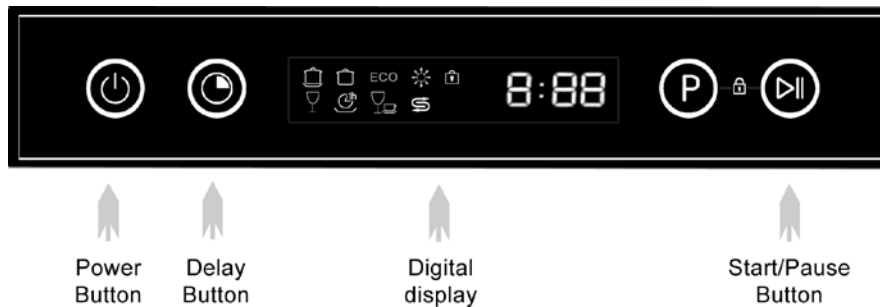 ECO
8:88
P
Power
Button
Delay
Button
Digital
display
Start/Pause
Button